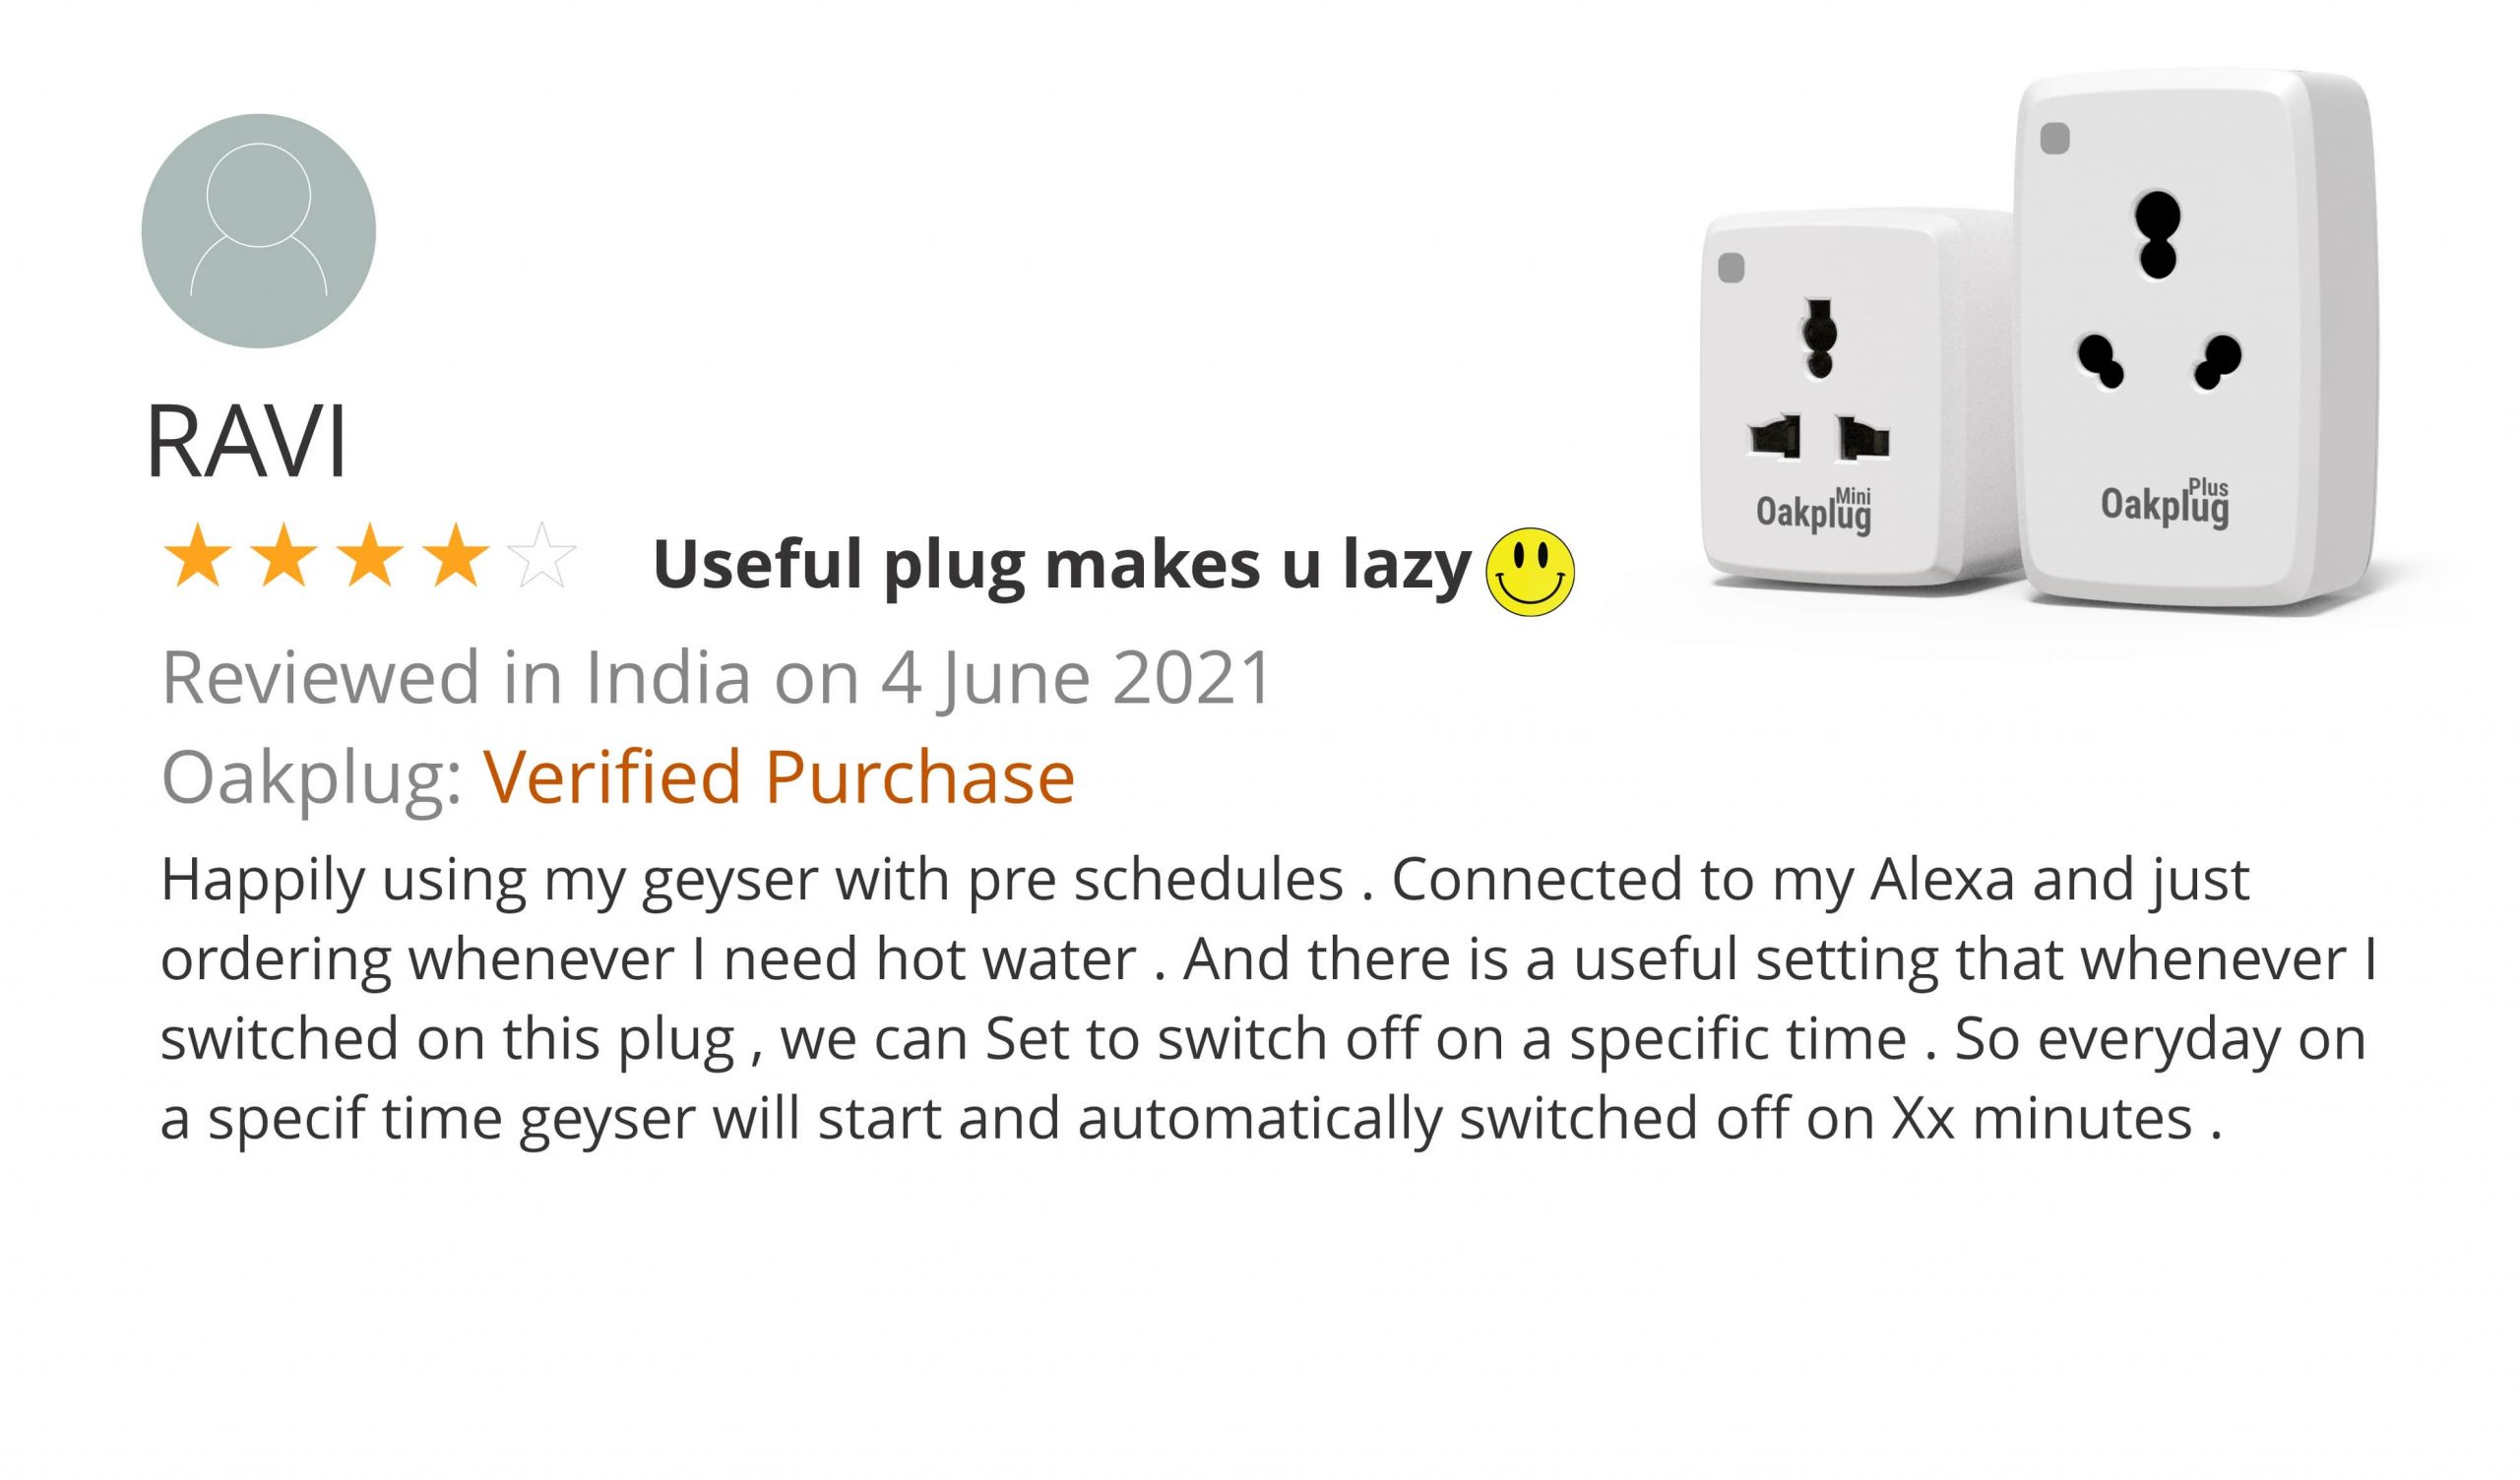 RAVI
Useful plug makes u lazy
Reviewed in India on 4 June 2021
Oakplug: Verified Purchase
Happily using my geyser with pre schedules . Connected to my Alexa and just
ordering whenever I need hot water . And there is a useful setting that whenever I
switched on this plug , we can Set to switch off on a specific time . So everyday on
a specif time geyser will start and automatically switched off on Xx minutes .
Oakplug Mini
Oakplug Plus